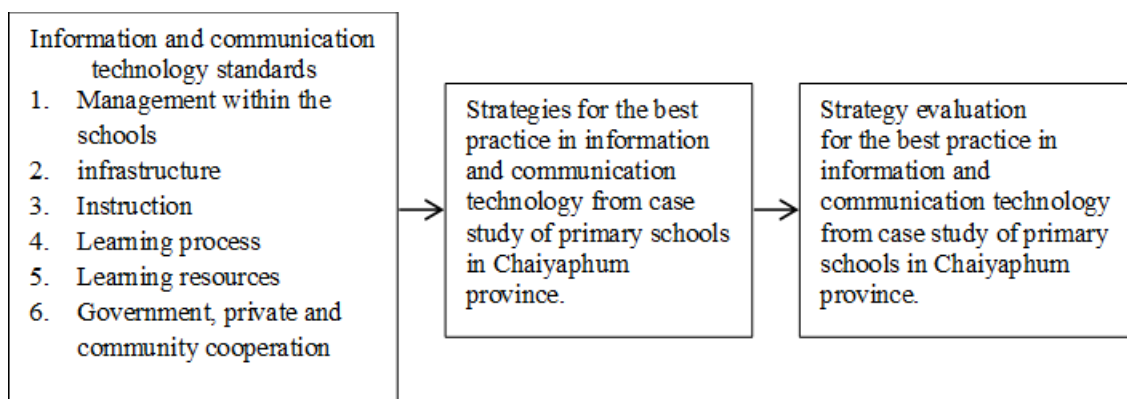 Information and communication
technology standards
1. Management within the
schools
2. infrastructure
3. Instruction
4. Learning process
5. Learning resources
6. Government, private and
community cooperation
Strategies for the best
practice in information
and communication
technology from case
study of primary schools
in Chaiyaphum
province.
Strategy evaluation
for the best practice in
information and
communication technology
from case study of primary
schools in Chaiyaphum
province.